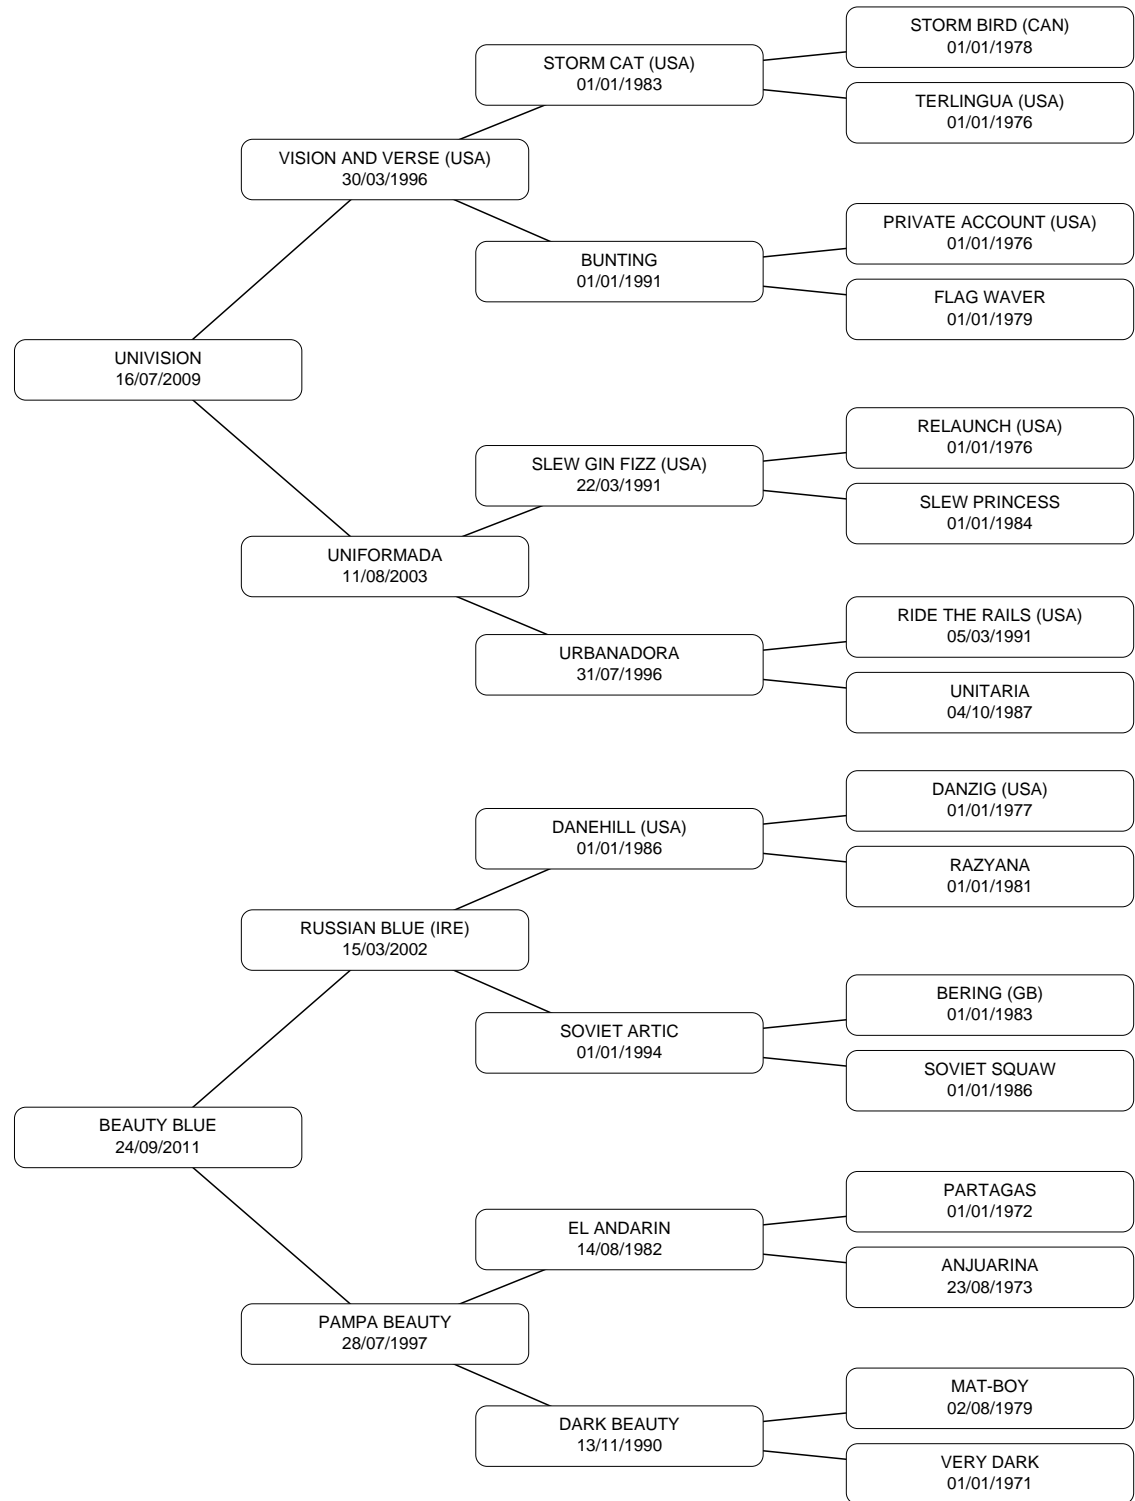 STORM BIRD (CAN)
01/01/1978
STORM CAT (USA)
01/01/1983
TERLINGUA (USA)
01/01/1976
VISION AND VERSE (USA)
30/03/1996
PRIVATE ACCOUNT (USA)
01/01/1976
BUNTING
01/01/1991
FLAG WAVER
01/01/1979
UNIVISION
16/07/2009
RELAUNCH (USA)
01/01/1976
SLEW GIN FIZZ (USA)
22/03/1991
SLEW PRINCESS
01/01/1984
UNIFORMADA
11/08/2003
RIDE THE RAILS (USA)
05/03/1991
URBANADORA
31/07/1996
UNITARIA
04/10/1987
DANZIG (USA)
01/01/1977
DANEHILL (USA)
01/01/1986
RAZYANA
01/01/1981
RUSSIAN BLUE (IRE)
15/03/2002
BERING (GB)
01/01/1983
SOVIET ARTIC
01/01/1994
SOVIET SQUAW
01/01/1986
BEAUTY BLUE
24/09/2011
PARTAGAS
01/01/1972
EL ANDARIN
14/08/1982
ANJUARINA
23/08/1973
PAMPA BEAUTY
28/07/1997
MAT-BOY
02/08/1979
DARK BEAUTY
13/11/1990
VERY DARK
01/01/1971